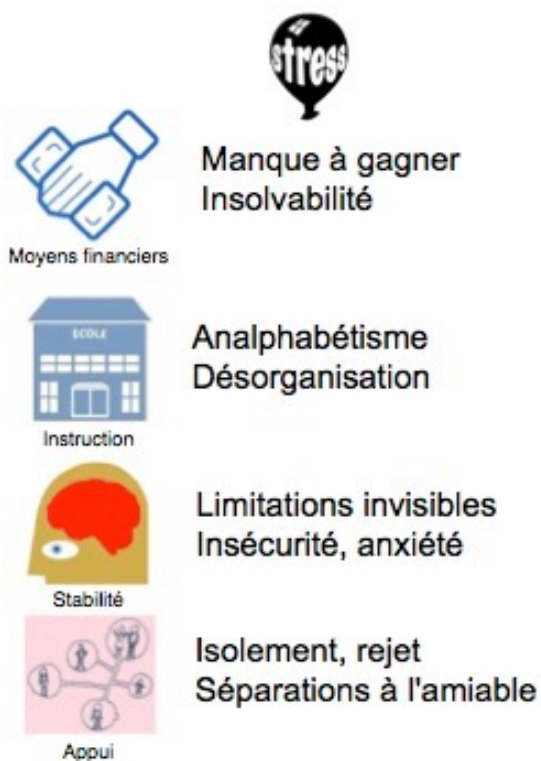 stress
Manque à gagner
Insolvabilité
Moyens financiers
ECOLE
Analphabétisme
Désorganisation
Instruction
Limitations invisibles
Insécurité, anxiété
Stabilité
Isolement, rejet
Séparations à l'amiable
Appui